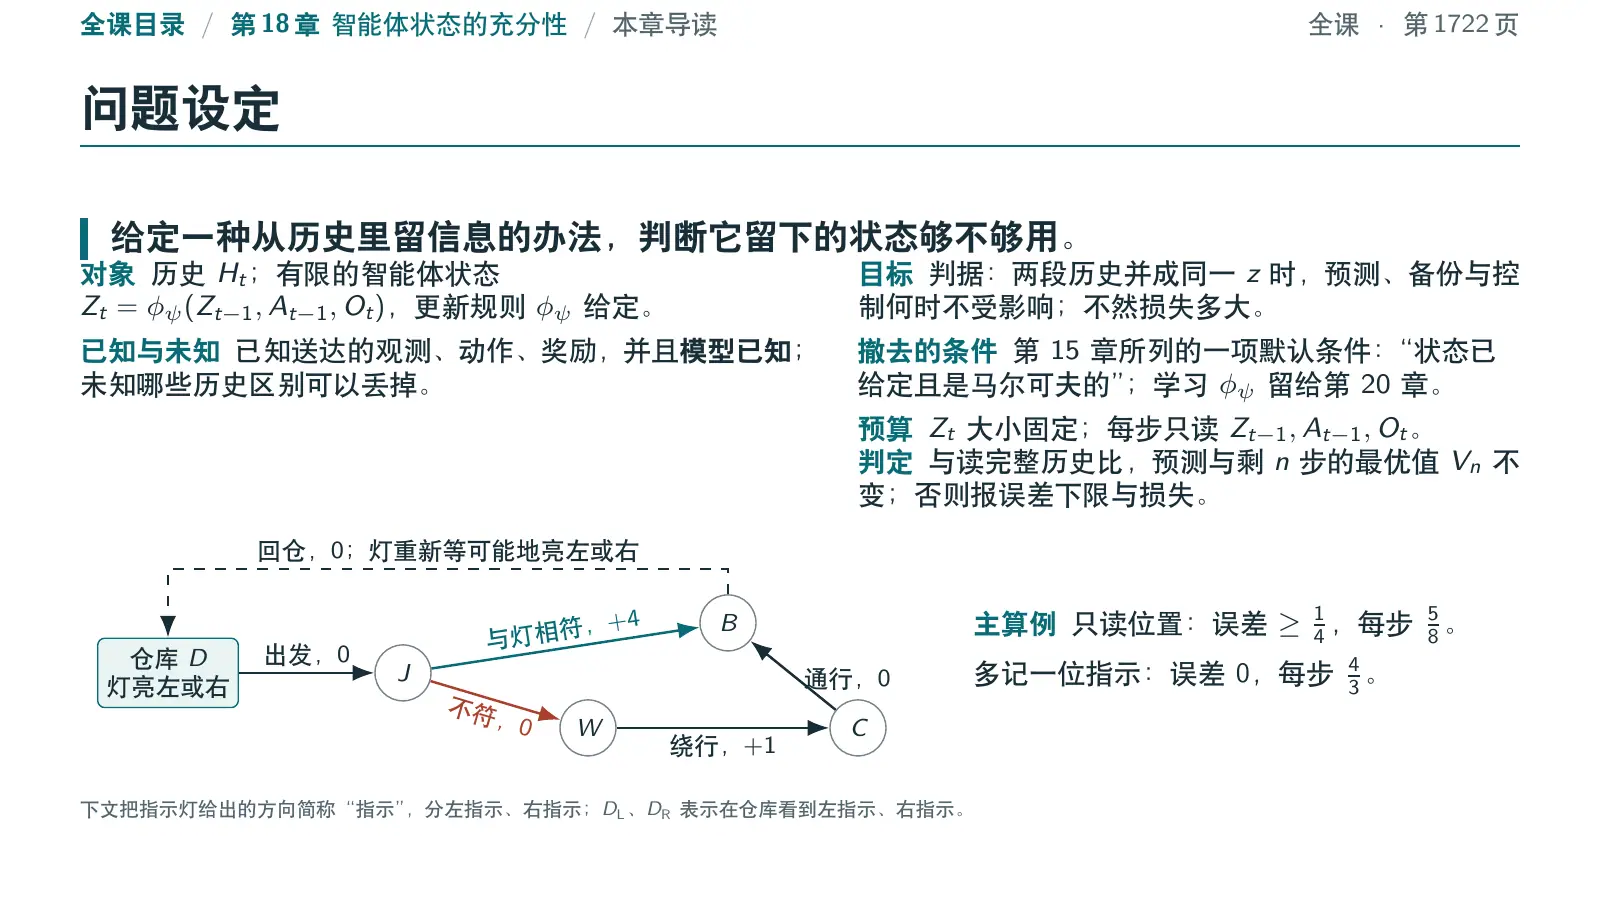 全课目录 / 第 18 章 智能体状态的充分性 / 本章导读
全课 · 第 1722 页
问题设定
给定一种从历史里留信息的办法，判断它留下的状态够不够用。
对象 历史 H_t；有限的智能体状态
Z_t = ϕ_ψ(Z_{t−1}, A_{t−1}, O_t)，更新规则 ϕ_ψ 给定。
已知与未知 已知送达的观测、动作、奖励，并且模型已知；
未知哪些历史区别可以丢掉。
目标 判据：两段历史并成同一 z 时，预测、备份与控
制何时不受影响；不然损失多大。
撤去的条件 第 15 章所列的一项默认条件：“状态已
给定且是马尔可夫的”；学习 ϕ_ψ 留给第 20 章。
预算 Z_t 大小固定；每步只读 Z_{t−1}, A_{t−1}, O_t。
判定 与读完整历史比，预测与剩 n 步的最优值 V_n 不
变；否则报误差下限与损失。
回仓，0；灯重新等可能地亮左或右
仓库 D
灯亮左或右
出发，0
J
与灯相符，+4
不符，0
B
W
绕行，+1
C
通行，0
主算例 只读位置：误差 ≥ 1/4，每步 5/8。
多记一位指示：误差 0，每步 4/3。
下文把指示灯给出的方向简称“指示”，分左指示、右指示；D_L、D_R 表示在仓库看到左指示、右指示。